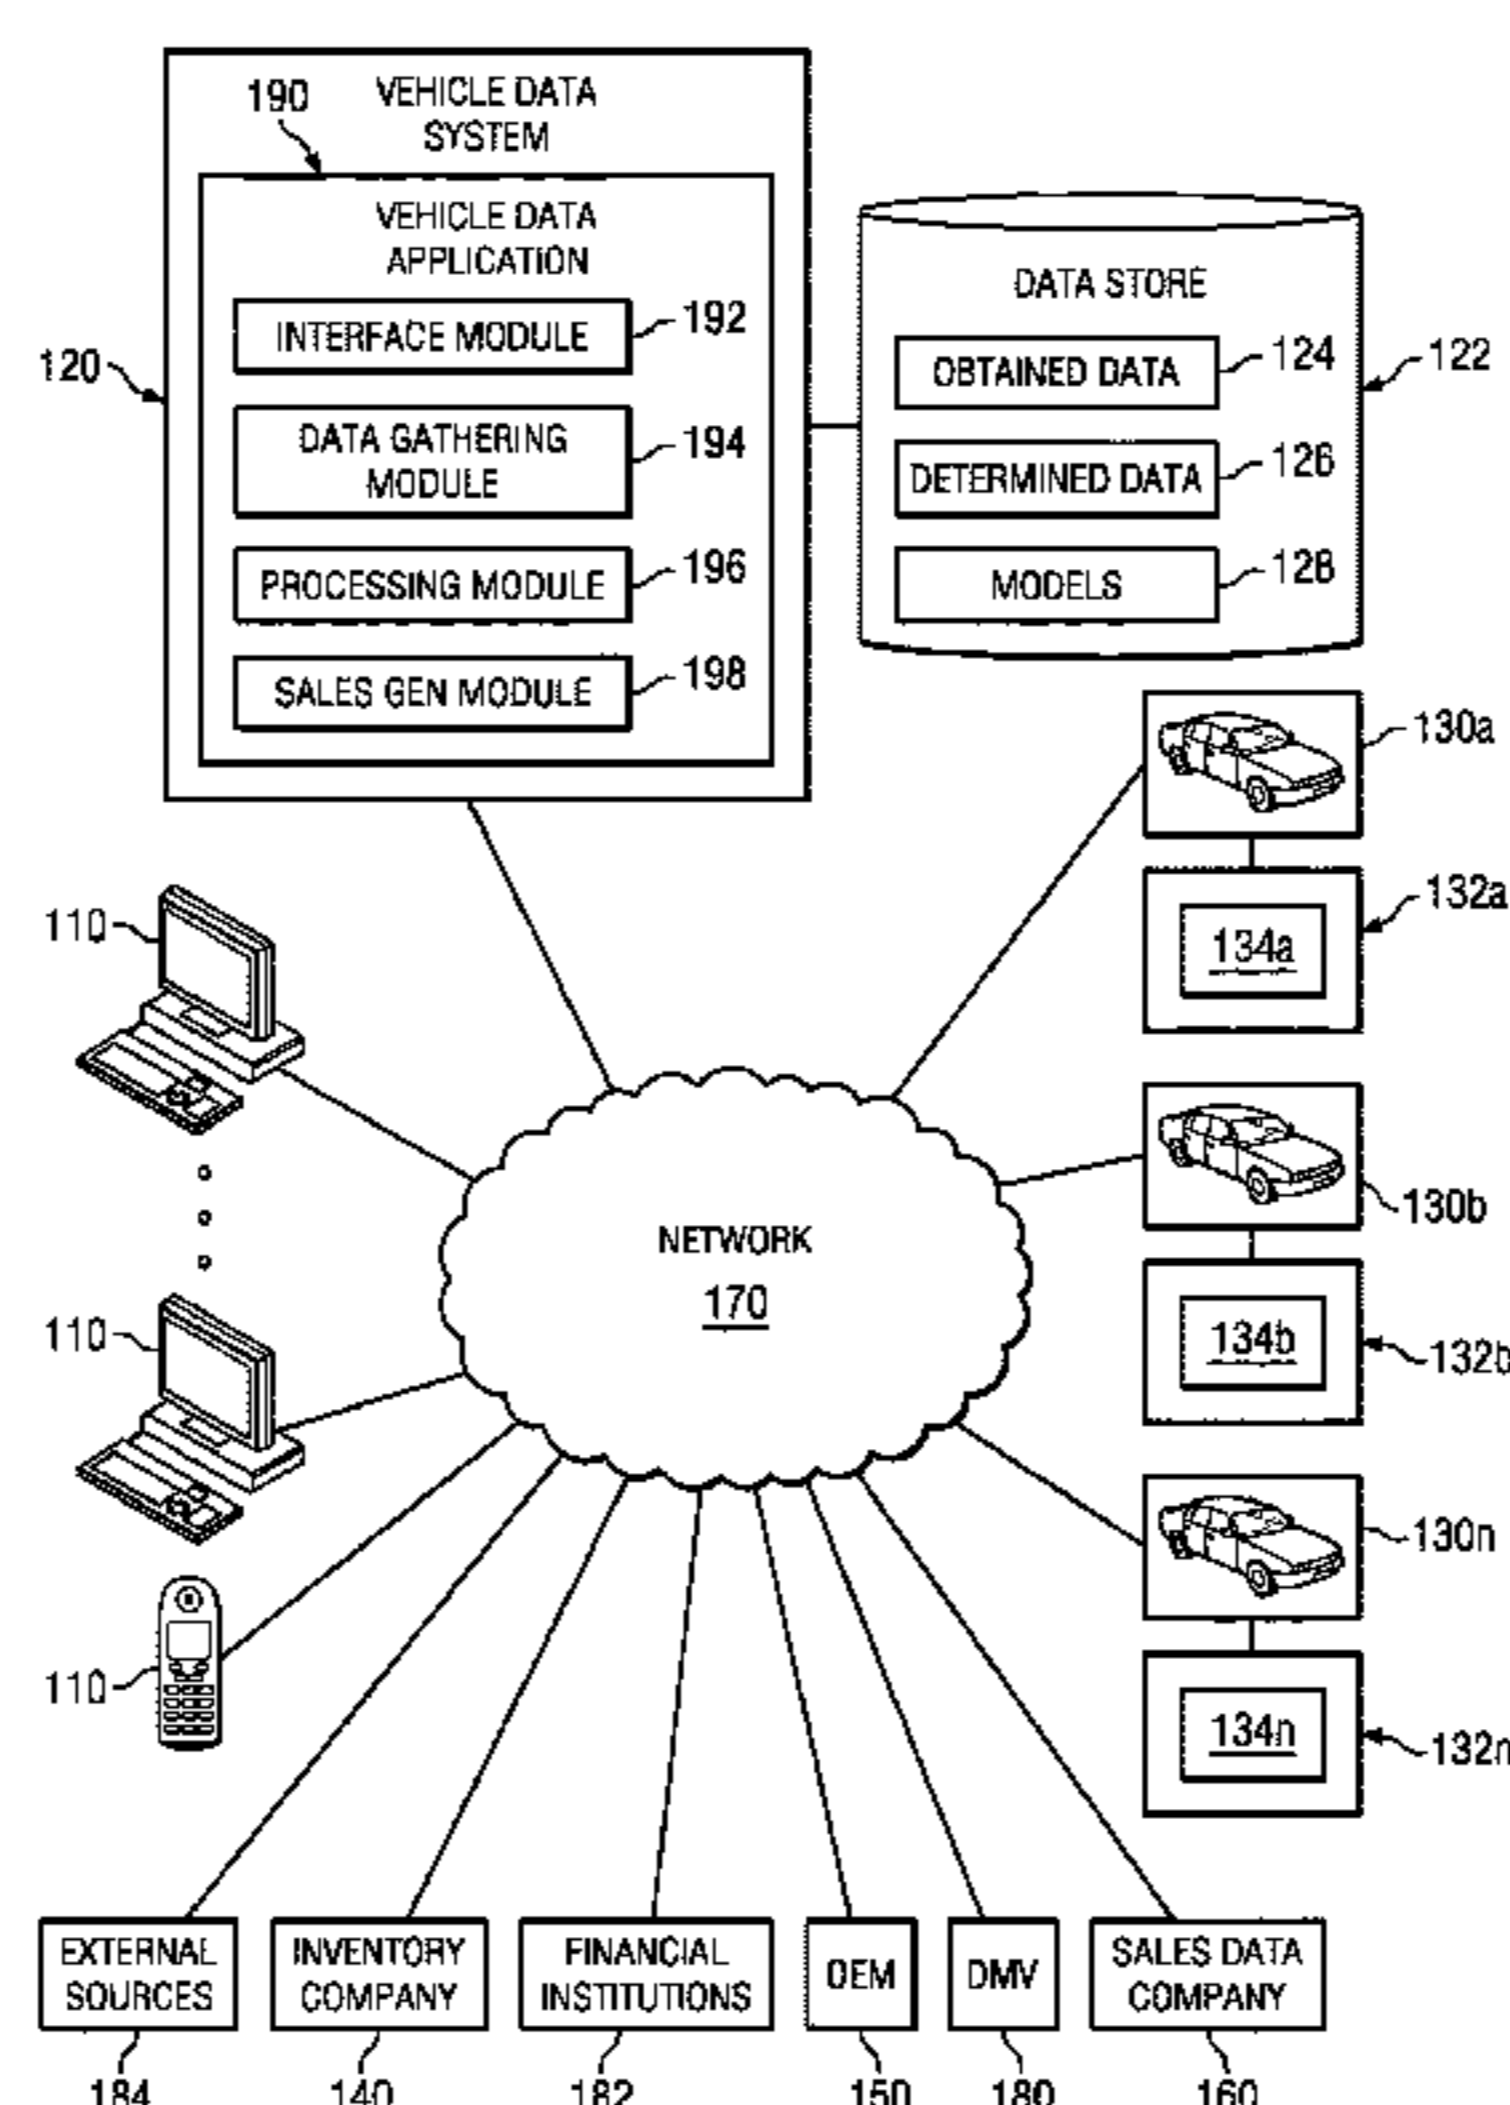 190
VEHICLE DATA
SYSTEM
VEHICLE DATA
APPLICATION
INTERFACE MODULE
192
120
DATA GATHERING
MODULE
194
PROCESSING MODULE
196
SALES GEN MODULE
198
DATA STORE
OBTAINED DATA
124
122
DETERMINED DATA
126
MODELS
128
130a
132a
134a
110
130b
NETWORK
170
134b
132b
110
130n
110
134n
132n
EXTERNAL
SOURCES
INVENTORY
COMPANY
FINANCIAL
INSTITUTIONS
OEM
DMV
SALES DATA
COMPANY
184
140
182
150
180
160